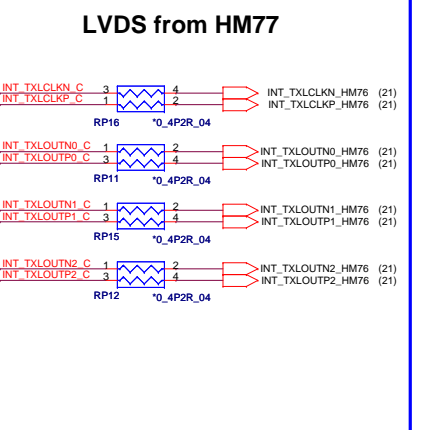 LVDS from HM77
INT_TXLCLKN_C 3 4 INT_TXLCLKN_HM76 (21)
INT_TXLCLKP_C 1 2 INT_TXLCLKP_HM76 (21)
RP16 *0_4P2R_04
INT_TXLOUTN0_C 1 2 INT_TXLOUTN0_HM76 (21)
INT_TXLOUTP0_C 3 4 INT_TXLOUTP0_HM76 (21)
RP11 *0_4P2R_04
INT_TXLOUTN1_C 1 2 INT_TXLOUTN1_HM76 (21)
INT_TXLOUTP1_C 3 4 INT_TXLOUTP1_HM76 (21)
RP15 *0_4P2R_04
INT_TXLOUTN2_C 1 2 INT_TXLOUTN2_HM76 (21)
INT_TXLOUTP2_C 3 4 INT_TXLOUTP2_HM76 (21)
RP12 *0_4P2R_04